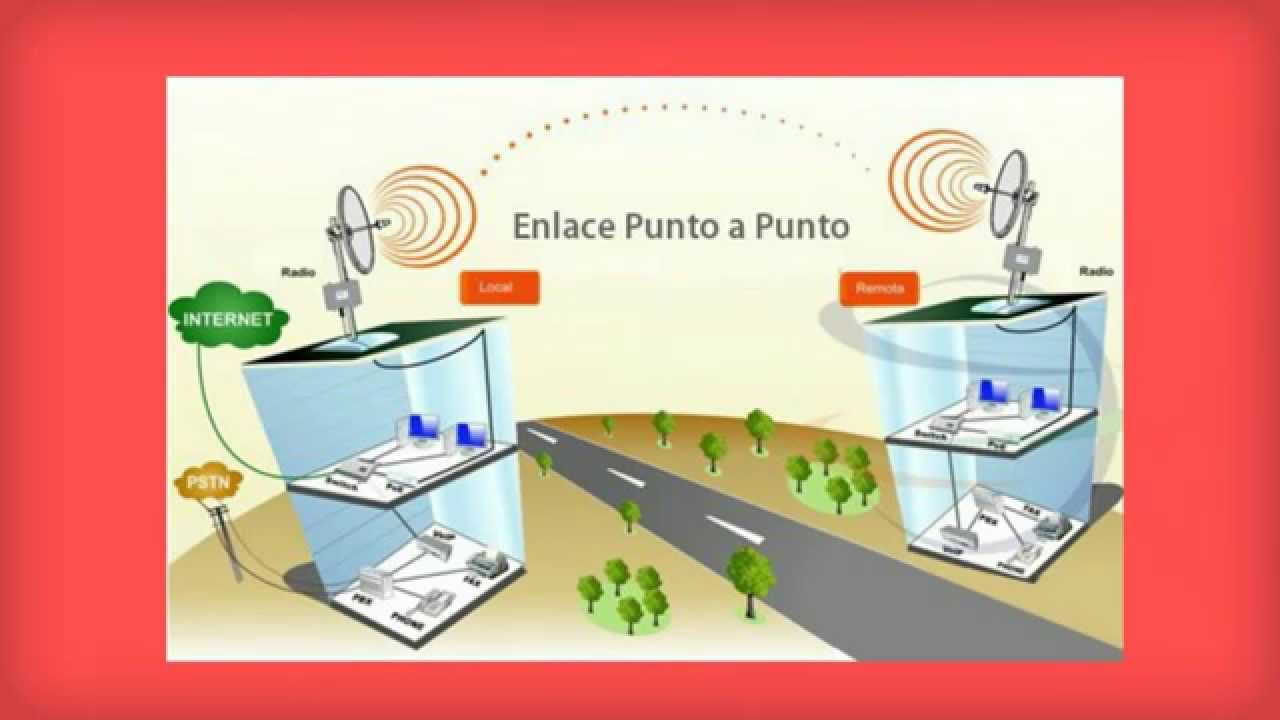 Enlace Punto a Punto
Radio
Local
Remota
Radio
INTERNET
PSTN
Switch
PoE
VoIP
FAX
PBX
PHONE
Switch
PoE
PBX
FAX
VoIP
PHONE